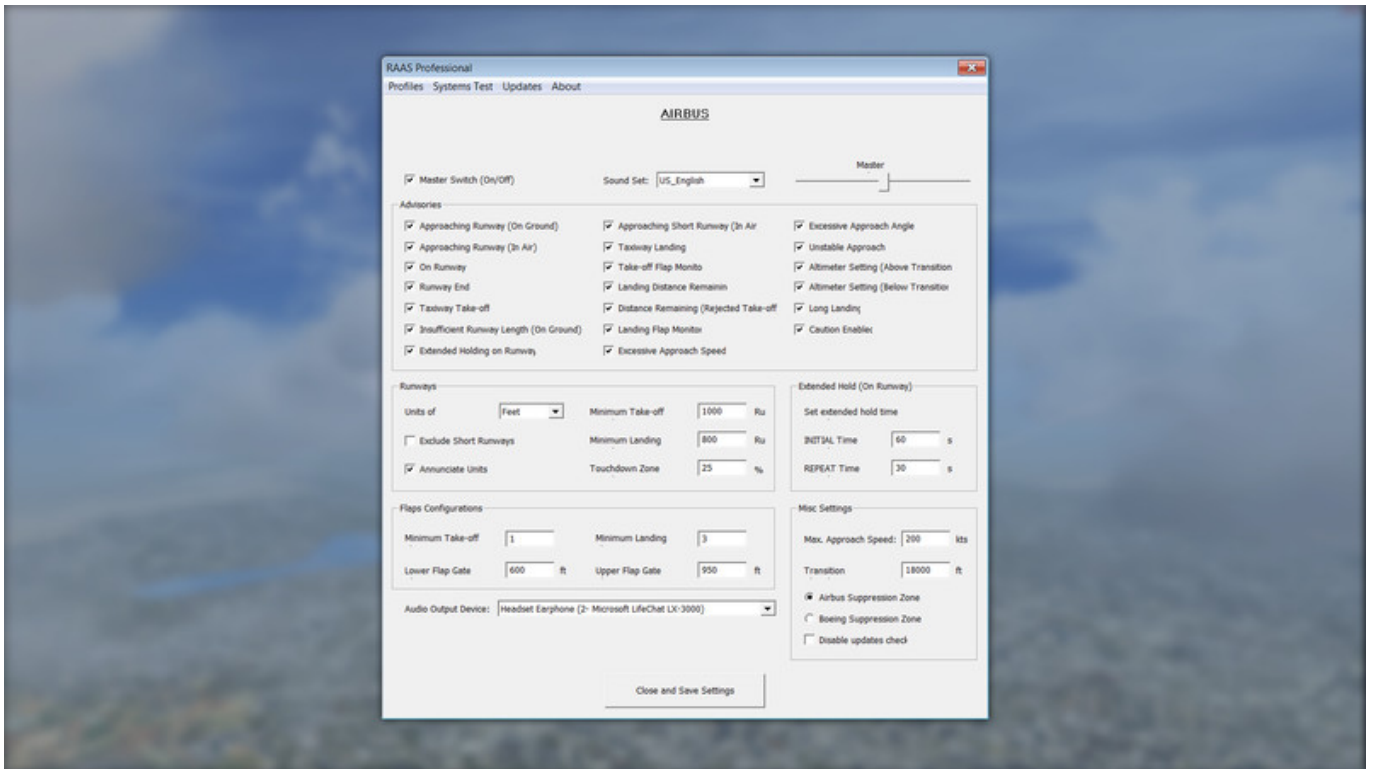 RAAS Professional
Profiles Systems Test Updates About
AIRBUS
Master Switch (On/Off)
Sound Set: US_English
Master
Advisories
Approaching Runway (On Ground)
Approaching Short Runway (In Air
Excessive Approach Angle
Approaching Runway (In Air)
Taxiway Landing
Unstable Approach
On Runway
Take-off Flap Monito
Altimeter Setting (Above Transition
Runway End
Landing Distance Remainin
Altimeter Setting (Below Transition
Taxiway Take-off
Distance Remaining (Rejected Take-off
Long Landing
Insufficient Runway Length (On Ground)
Landing Flap Monitor
Caution Enabled
Extended Holding on Runway
Excessive Approach Speed
Runways
Units of Feet
Minimum Take-off 1000 Ru
Exclude Short Runways
Minimum Landing 800 Ru
Annunciate Units
Touchdown Zone 25 %
Extended Hold (On Runway)
Set extended hold time
INITIAL Time 60 s
REPEAT Time 30 s
Flaps Configurations
Minimum Take-off 1
Minimum Landing 3
Lower Flap Gate 600 ft
Upper Flap Gate 950 ft
Misc Settings
Max. Approach Speed: 200 kts
Transition 18000 ft
Airbus Suppression Zone
Boeing Suppression Zone
Disable updates check
Audio Output Device: Headset Earphone (2- Microsoft LifeChat LX-3000)
Close and Save Settings